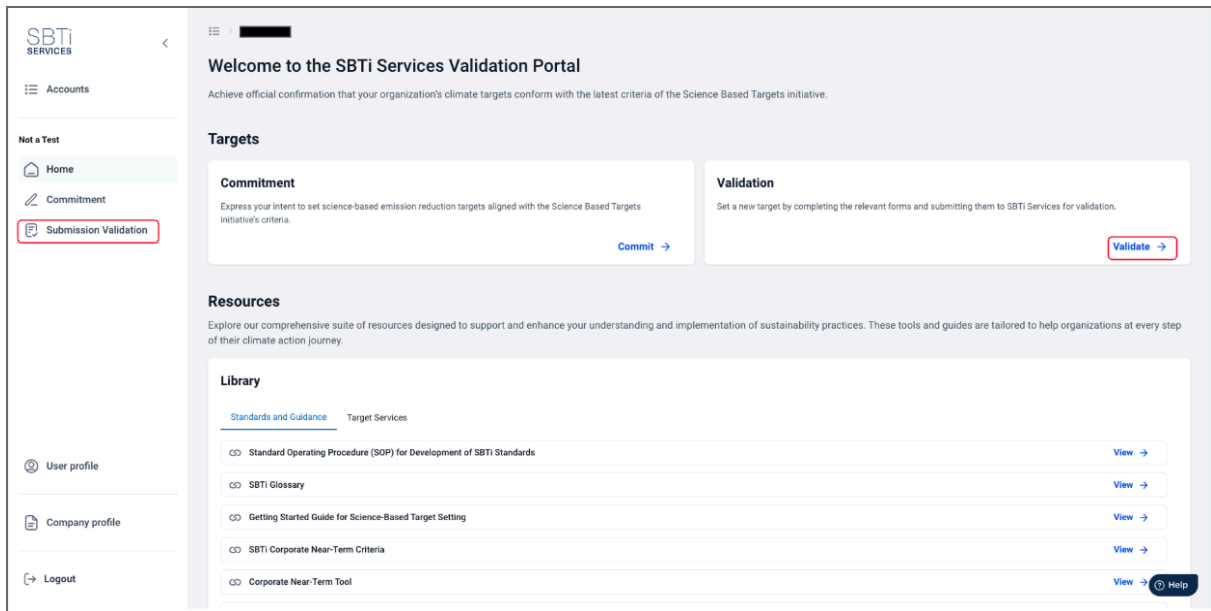 SBTi
SERVICES
Accounts
Not a Test
Home
Commitment
Submission Validation
User profile
Company profile
Logout
Welcome to the SBTi Services Validation Portal
Achieve official confirmation that your organization's climate targets conform with the latest criteria of the Science Based Targets initiative.
Targets
Commitment
Express your intent to set science-based emission reduction targets aligned with the Science Based Targets
initiative's criteria.
Commit →
Validation
Set a new target by completing the relevant forms and submitting them to SBTi Services for validation.
Validate →
Resources
Explore our comprehensive suite of resources designed to support and enhance your understanding and implementation of sustainability practices. These tools and guides are tailored to help organizations at every step
of their climate action journey.
Library
Standards and Guidance Target Services
Standard Operating Procedure (SOP) for Development of SBTi Standards View →
SBTi Glossary View →
Getting Started Guide for Science-Based Target Setting View →
SBTi Corporate Near-Term Criteria View →
Corporate Near-Term Tool View →
Help